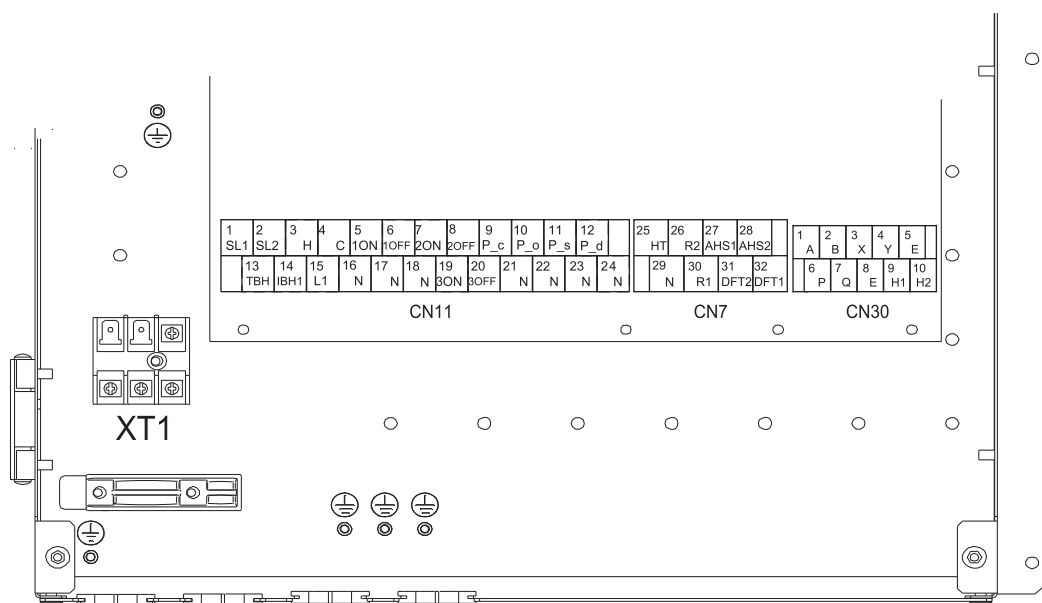 1 2 3 4 5 6 7 8 9 10 11 12
SL1 SL2 H C 1ON 1OFF 2ON 2OFF P_c P_o P_s P_d
13 14 15 16 17 18 19 20 21 22 23 24
TBH IBH1 L1 N N N 3ON 3OFF N N N N
CN11
25 26 27 28
HT R2 AHS1 AHS2
29 30 31 32
N R1 DFT2 DFT1
CN7
1 2 3 4 5
A B X Y E
6 7 8 9 10
P Q E H1 H2
CN30
XT1